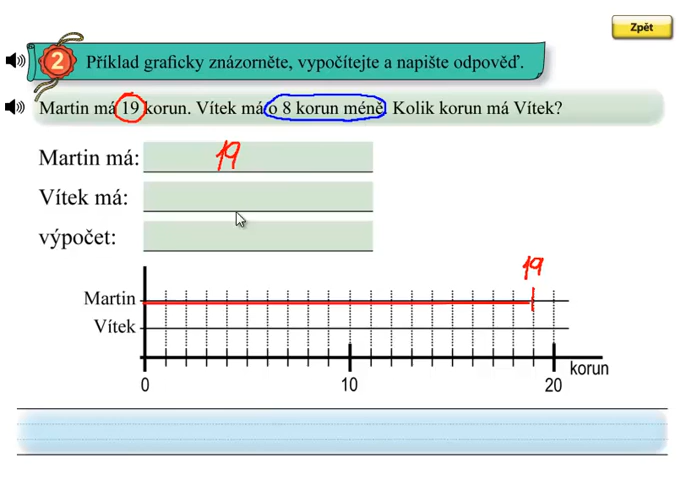 Zpět
2 Příklad graficky znázorněte, vypočítejte a napište odpověď.
Martin má 19 korun. Vítek má o 8 korun méně. Kolik korun má Vítek?
Martin má: 19
Vítek má:
výpočet:
19
Martin
Vítek
0 10 20 korun